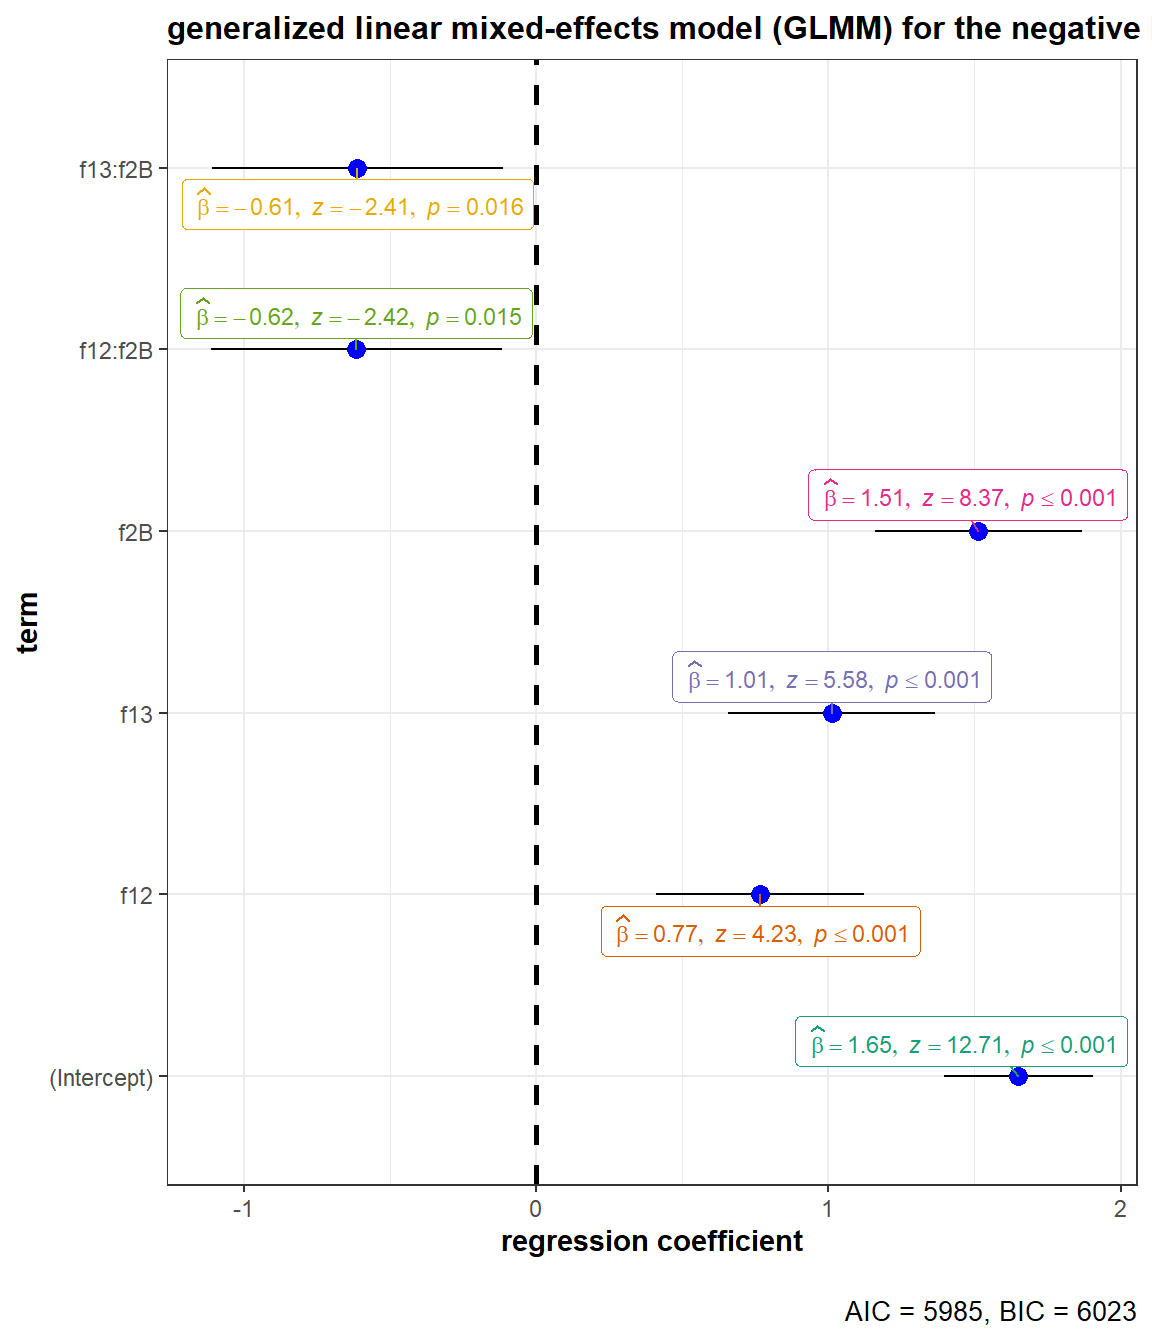 generalized linear mixed-effects model (GLMM) for the negative
f13:f2B
β̂ = −0.61, z = −2.41, p = 0.016
β̂ = −0.62, z = −2.42, p = 0.015
f12:f2B
β̂ = 1.51, z = 8.37, p ≤ 0.001
f2B
term
β̂ = 1.01, z = 5.58, p ≤ 0.001
f13
f12
β̂ = 0.77, z = 4.23, p ≤ 0.001
β̂ = 1.65, z = 12.71, p ≤ 0.001
(Intercept)
-1 0 1 2
regression coefficient
AIC = 5985, BIC = 6023